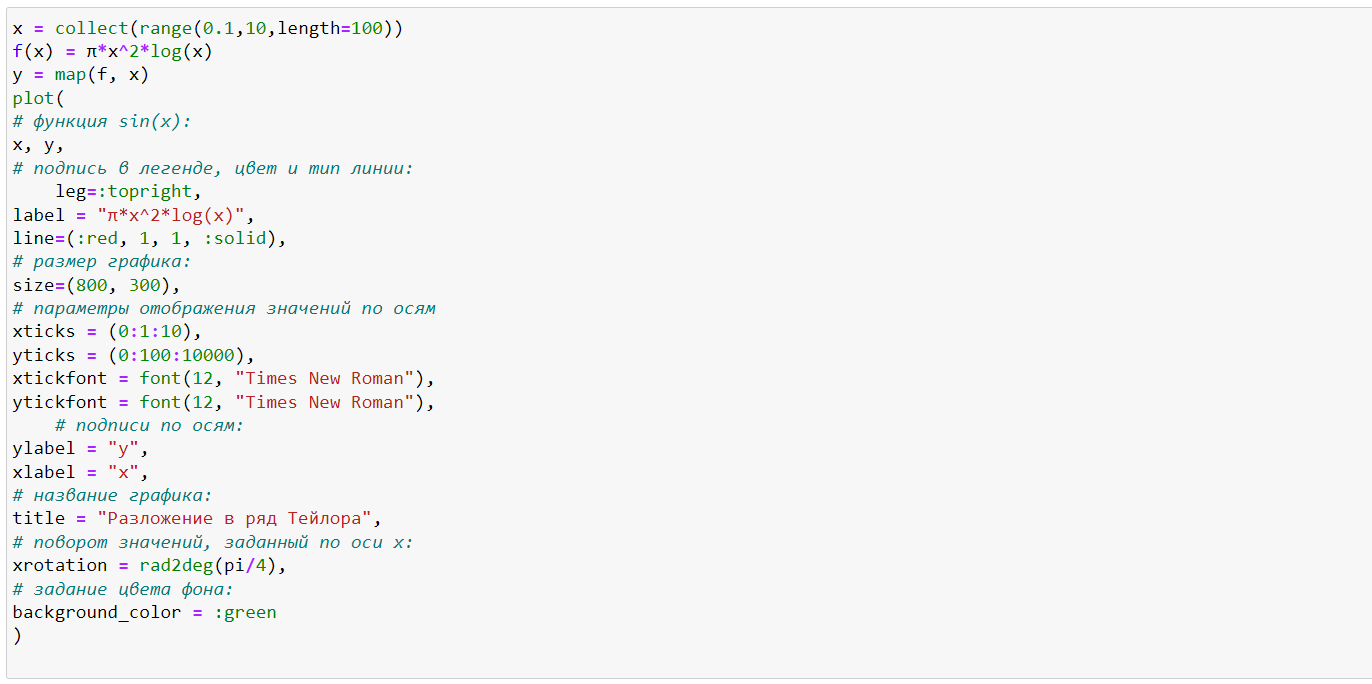 x = collect(range(0.1,10,length=100))
f(x) = π*x^2*log(x)
y = map(f, x)
plot(
# функция sin(x):
x, y,
# подпись в легенде, цвет и тип линии:
    leg=:topright,
label = "π*x^2*log(x)",
line=(:red, 1, 1, :solid),
# размер графика:
size=(800, 300),
# параметры отображения значений по осям
xticks = (0:1:10),
yticks = (0:100:10000),
xtickfont = font(12, "Times New Roman"),
ytickfont = font(12, "Times New Roman"),
    # подписи по осям:
ylabel = "y",
xlabel = "x",
# название графика:
title = "Разложение в ряд Тейлора",
# поворот значений, заданный по оси x:
xrotation = rad2deg(pi/4),
# задание цвета фона:
background_color = :green
)